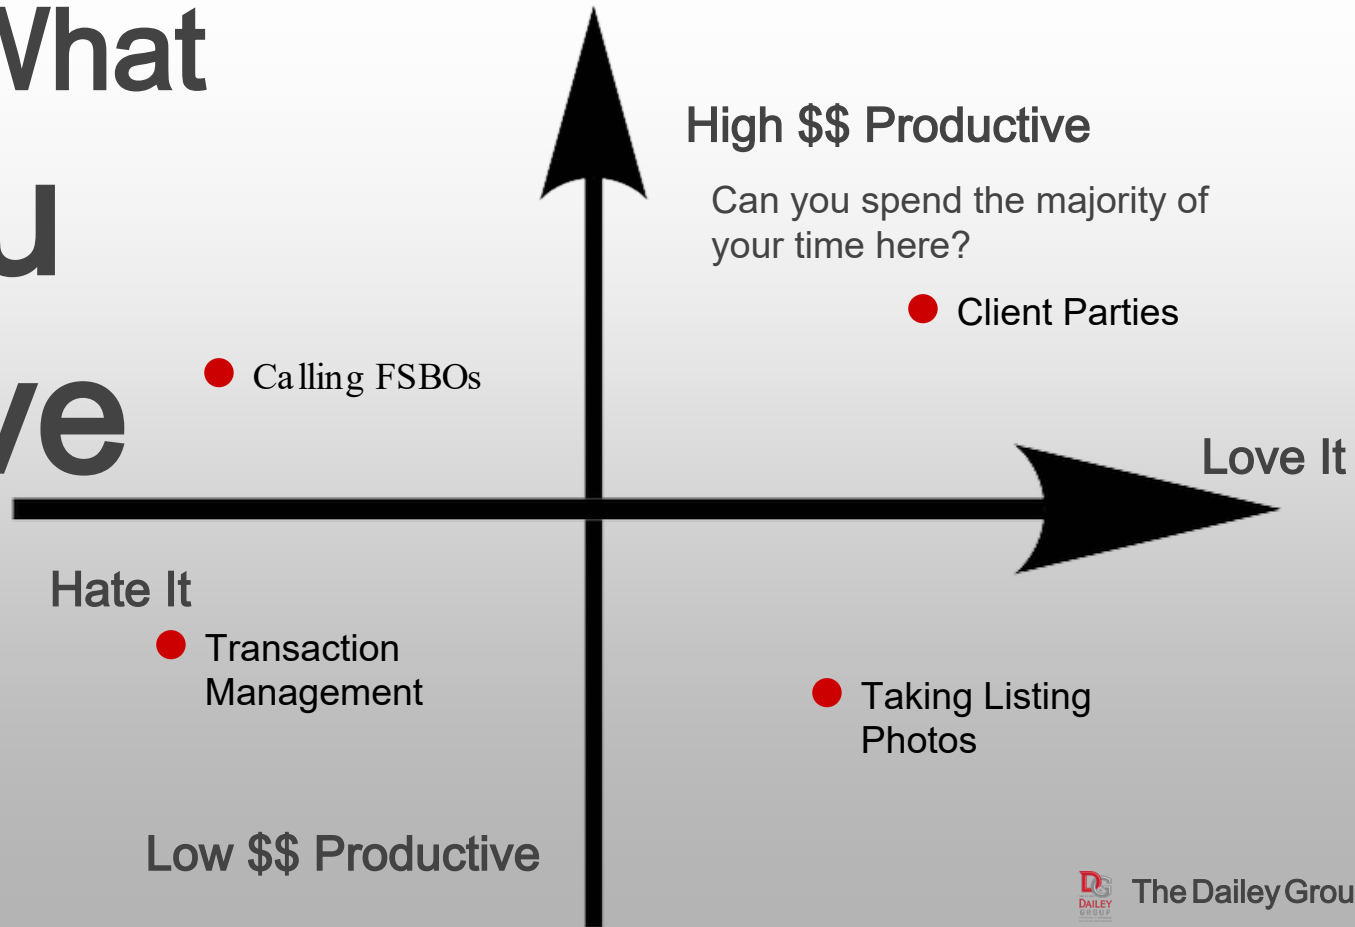 What
u
ve
High $$ Productive
Can you spend the majority of
your time here?
Client Parties
Calling FSBOs
Love It
Hate It
Transaction
Management
Taking Listing
Photos
Low $$ Productive
DG
DAILEY
GROUP
The Dailey Grou